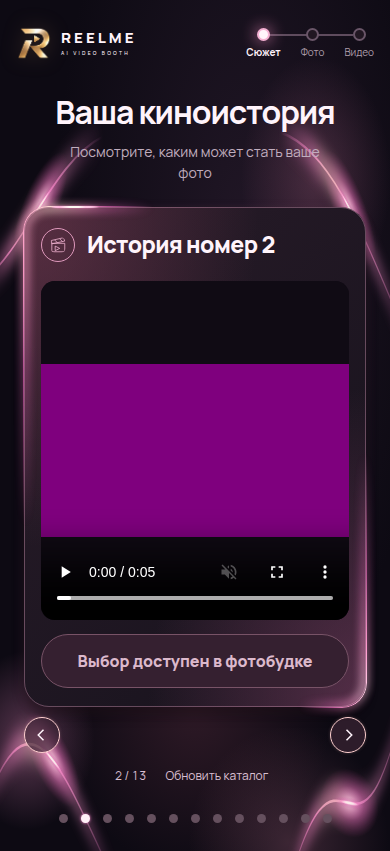 REELME
AI VIDEO BOOTH
Сюжет
Фото
Видео
Ваша киноистория
Посмотрите, каким может стать ваше
фото
История номер 2
0:00 / 0:05
Выбор доступен в фотобудке
2 / 13
Обновить каталог